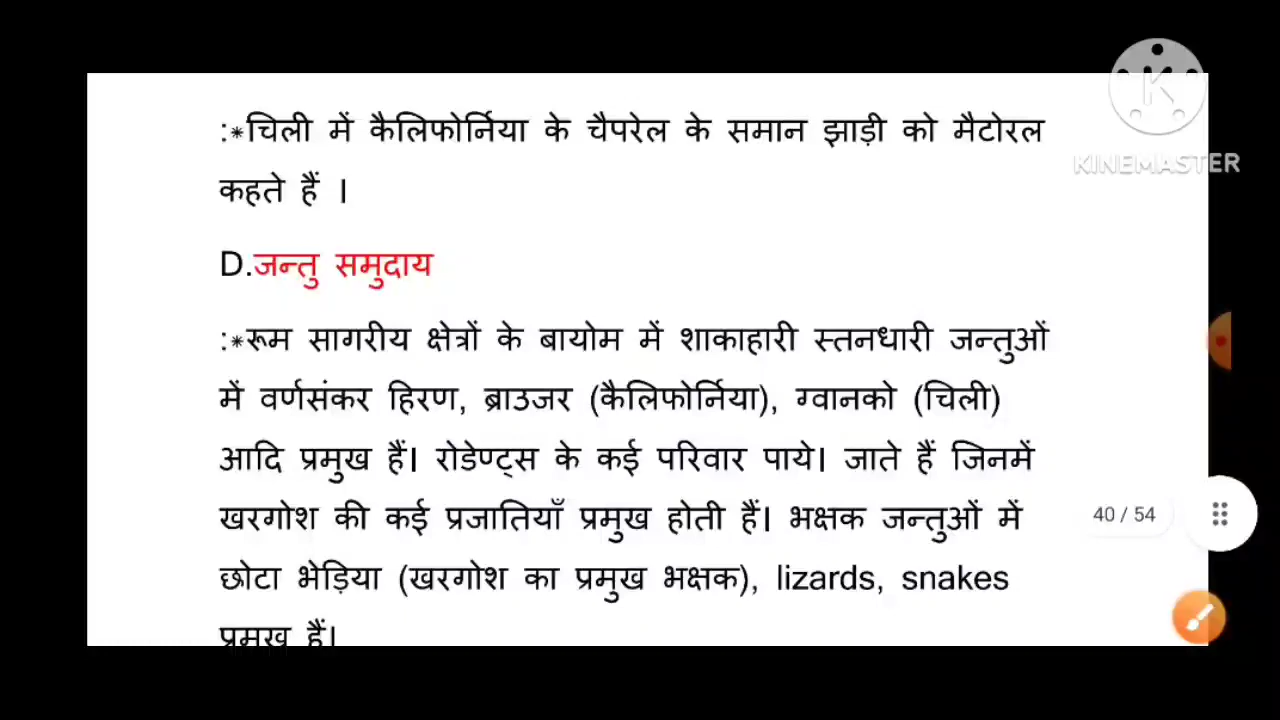 :*चिली में कैलिफोर्निया के चैपरेल के समान झाड़ी को मैटोरल
कहते हैं ।
D.जन्तु समुदाय
:*रूम सागरीय क्षेत्रों के बायोम में शाकाहारी स्तनधारी जन्तुओं
में वर्णसंकर हिरण, ब्राउजर (कैलिफोर्निया), ग्वानको (चिली)
आदि प्रमुख हैं। रोडेण्ट्स के कई परिवार पाये। जाते हैं जिनमें
खरगोश की कई प्रजातियाँ प्रमुख होती हैं। भक्षक जन्तुओं में
छोटा भेड़िया (खरगोश का प्रमुख भक्षक), lizards, snakes
प्रमुख हैं।
KINEMASTER
40 / 54